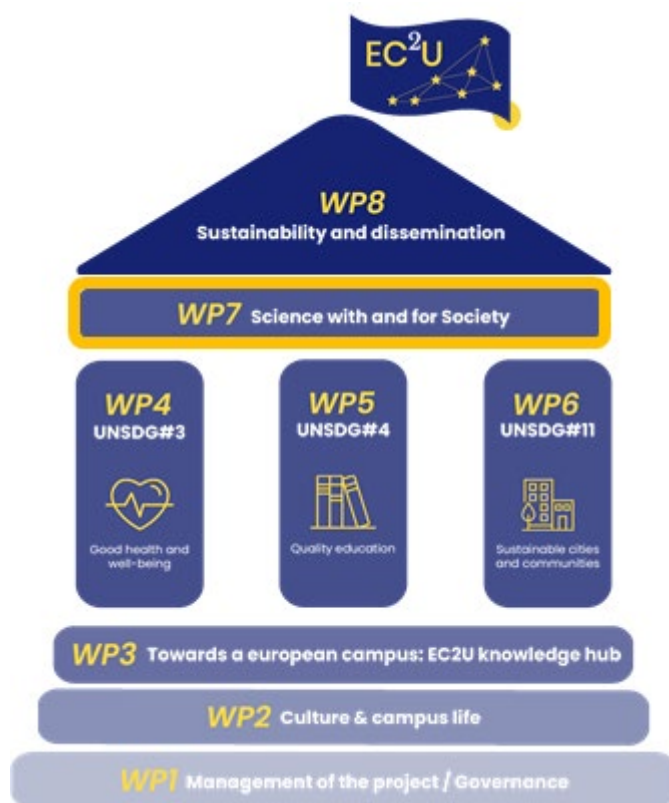 EC²U
WP8
Sustainability and dissemination
WP7 Science with and for Society
WP4
UNSDG#3
Good health and
well-being
WP5
UNSDG#4
Quality education
WP6
UNSDG#11
Sustainable cities
and communities
WP3 Towards a european campus: EC2U knowledge hub
WP2 Culture & campus life
WP1 Management of the project / Governance